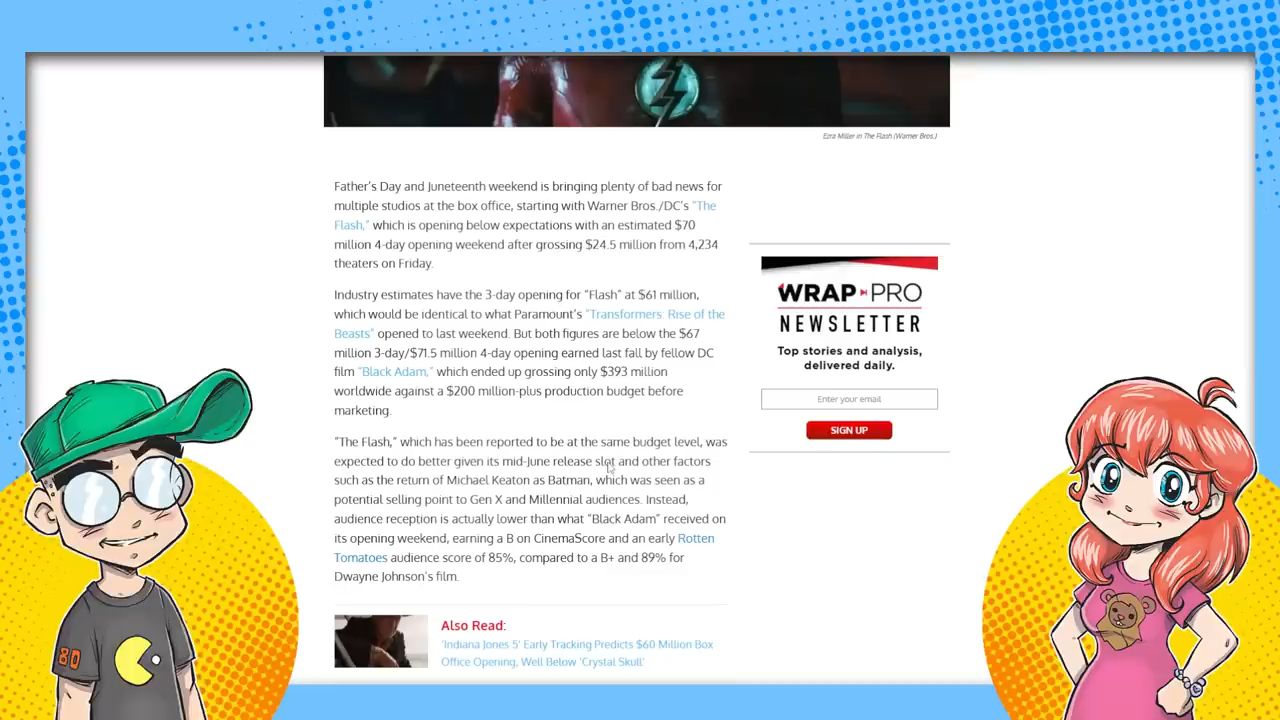 Ezra Miller in The Flash (Warner Bros.)
Father's Day and Juneteenth weekend is bringing plenty of bad news for
multiple studios at the box office, starting with Warner Bros./DC's "The
Flash," which is opening below expectations with an estimated $70
million 4-day opening weekend after grossing $24.5 million from 4,234
theaters on Friday.
Industry estimates have the 3-day opening for "Flash" at $61 million,
which would be identical to what Paramount's "Transformers: Rise of the
Beasts" opened to last weekend. But both figures are below the $67
million 3-day/$71.5 million 4-day opening earned last fall by fellow DC
film "Black Adam," which ended up grossing only $393 million
worldwide against a $200 million-plus production budget before
marketing.
"The Flash," which has been reported to be at the same budget level, was
expected to do better given its mid-June release slot and other factors
such as the return of Michael Keaton as Batman, which was seen as a
potential selling point to Gen X and Millennial audiences. Instead,
audience reception is actually lower than what "Black Adam" received on
its opening weekend, earning a B on CinemaScore and an early Rotten
Tomatoes audience score of 85%, compared to a B+ and 89% for
Dwayne Johnson's film.
Also Read:
'Indiana Jones 5' Early Tracking Predicts $60 Million Box
Office Opening, Well Below 'Crystal Skull'
WRAP PRO
NEWSLETTER
Top stories and analysis,
delivered daily.
Enter your email
SIGN UP
80